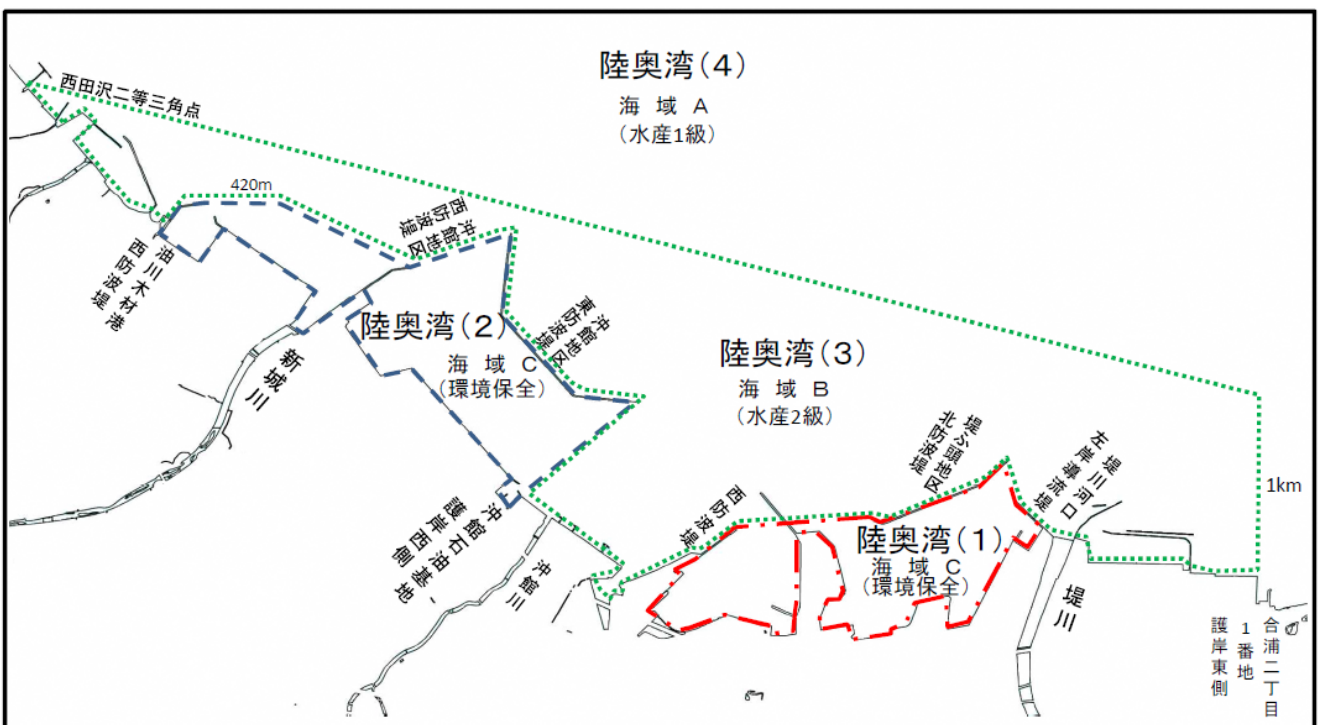 陸奥湾(4)
海域 A
(水産1級)
西田沢二等三角点
420m
沖館地区
西防波堤
油川木材港
西防波堤
陸奥湾(2)
海域 C
(環境保全)
沖館地区
東防波堤
新城川
陸奥湾(3)
海域 B
(水産2級)
堤ふ頭地区
北防波堤
堤川河口
左岸導流堤
1km
西防波堤
陸奥湾(1)
海域 C
(環境保全)
沖館石油基地
護岸西側
沖館川
堤川
合浦二丁目
1番地
護岸東側